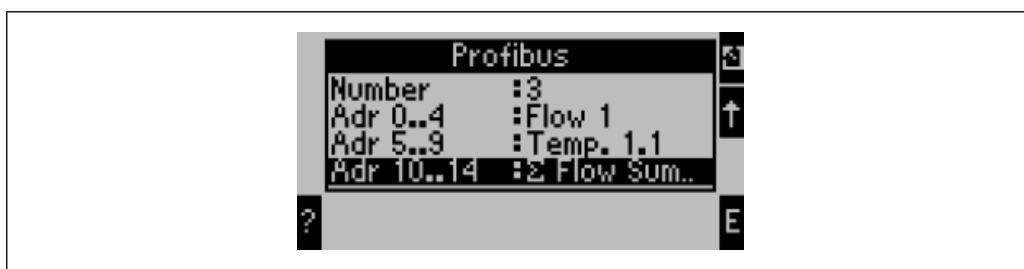 Profibus
Number :3
Adr 0..4 :Flow 1
Adr 5..9 :Temp. 1.1
Adr 10..14 :Σ Flow Sum..
? E